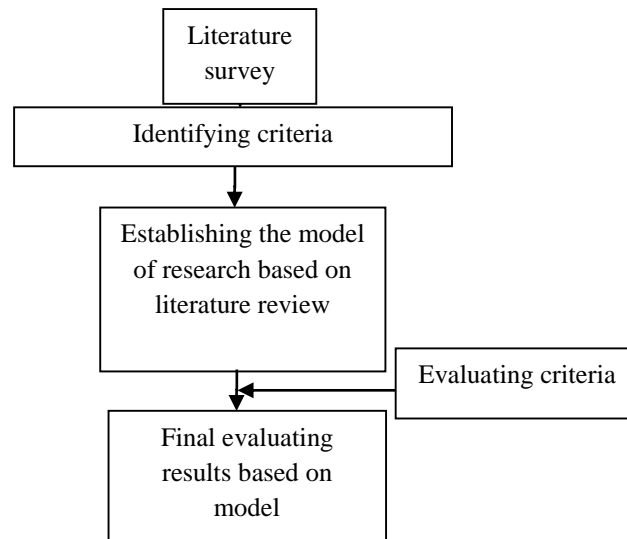 Literature
survey
Identifying criteria
Establishing the model
of research based on
literature review
Evaluating criteria
Final evaluating
results based on
model